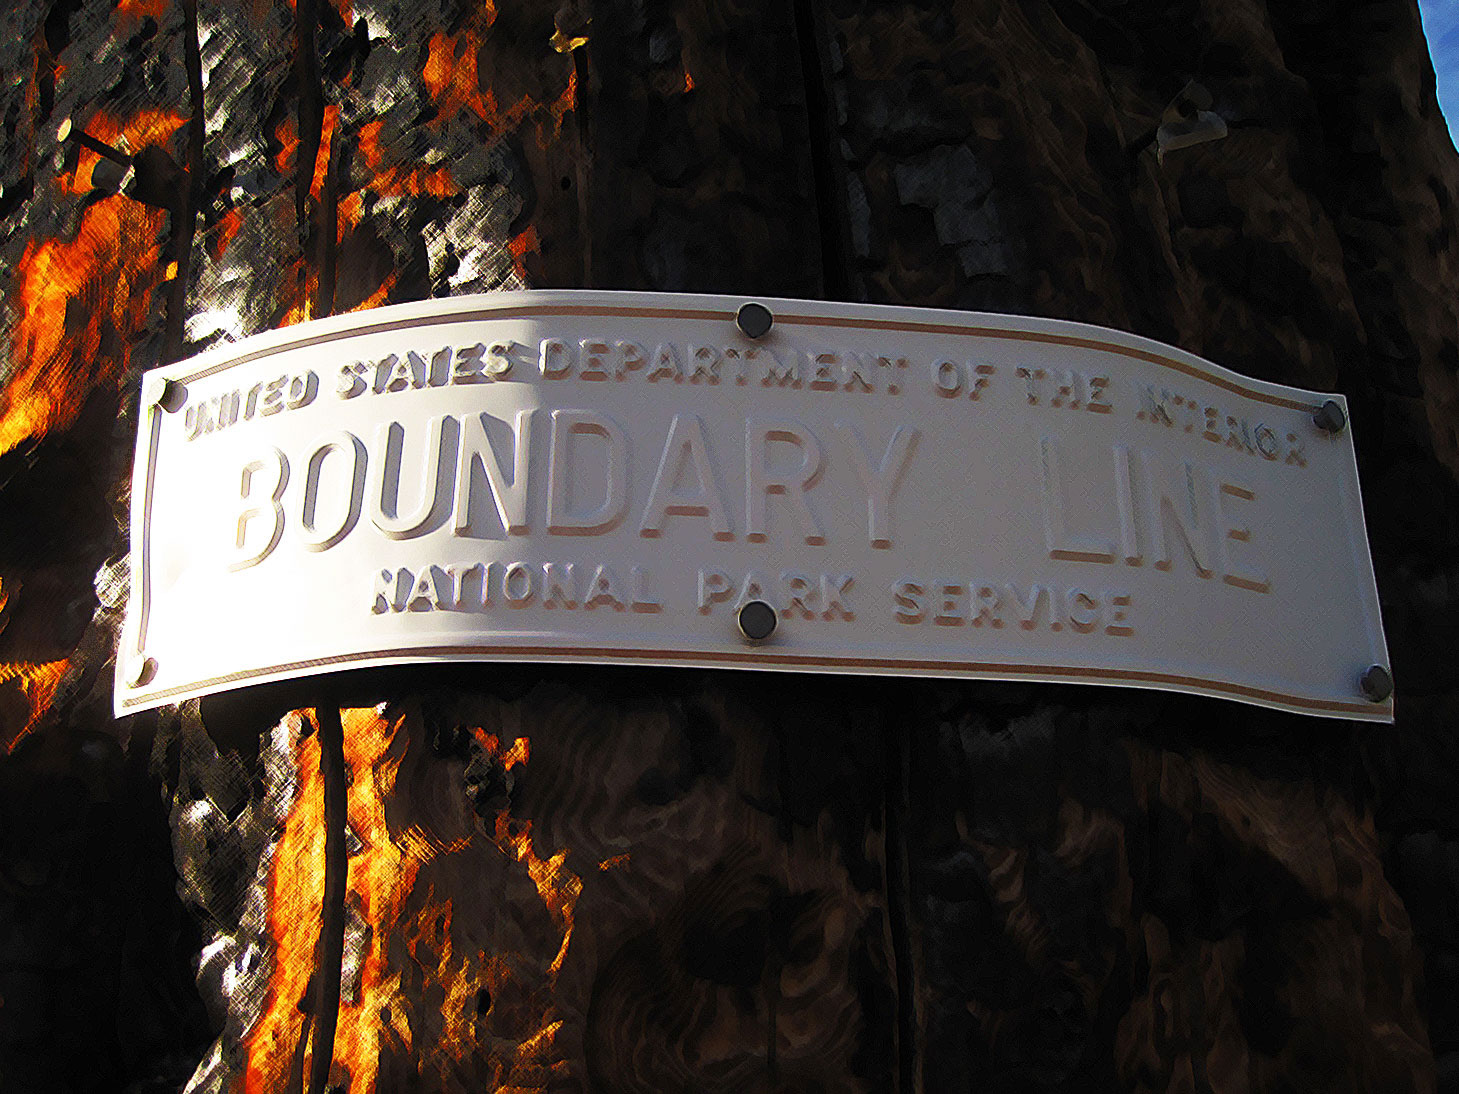 UNITED STATES DEPARTMENT OF THE INTERIOR
BOUNDARY LINE
NATIONAL PARK SERVICE